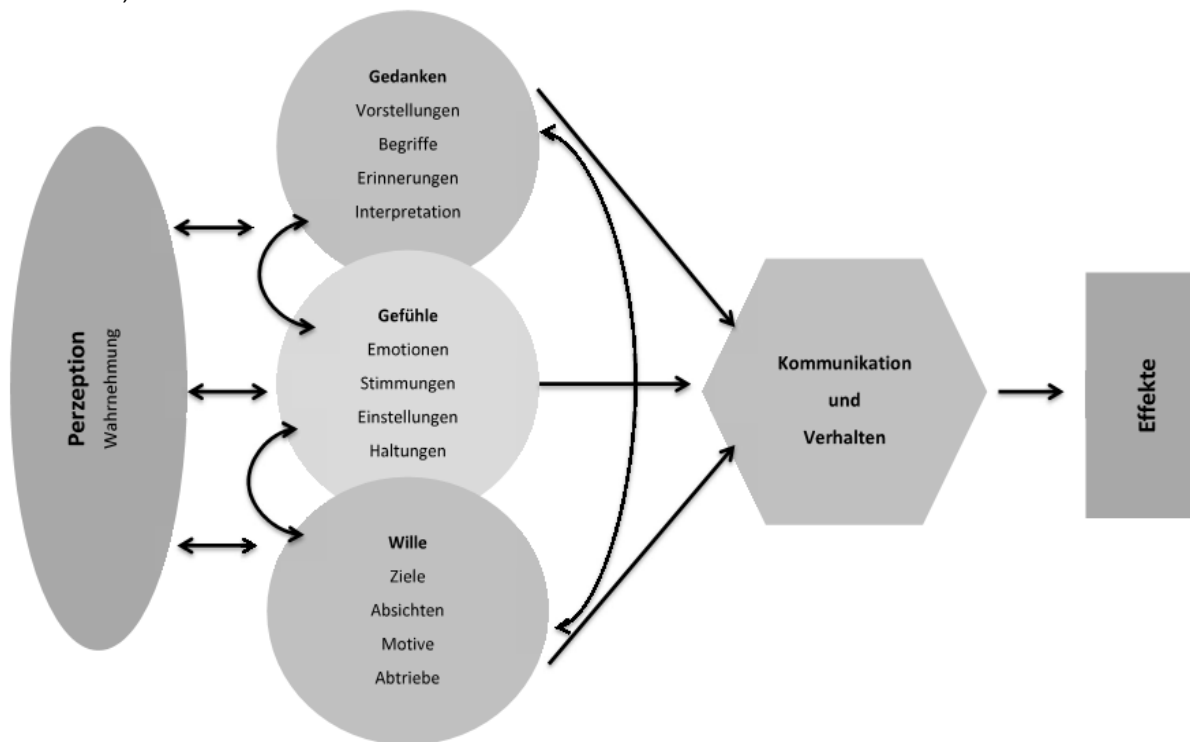 Perzeption
Wahrnehmung
Gedanken
Vorstellungen
Begriffe
Erinnerungen
Interpretation
Gefühle
Emotionen
Stimmungen
Einstellungen
Haltungen
Wille
Ziele
Absichten
Motive
Abtriebe
Kommunikation
und
Verhalten
Effekte